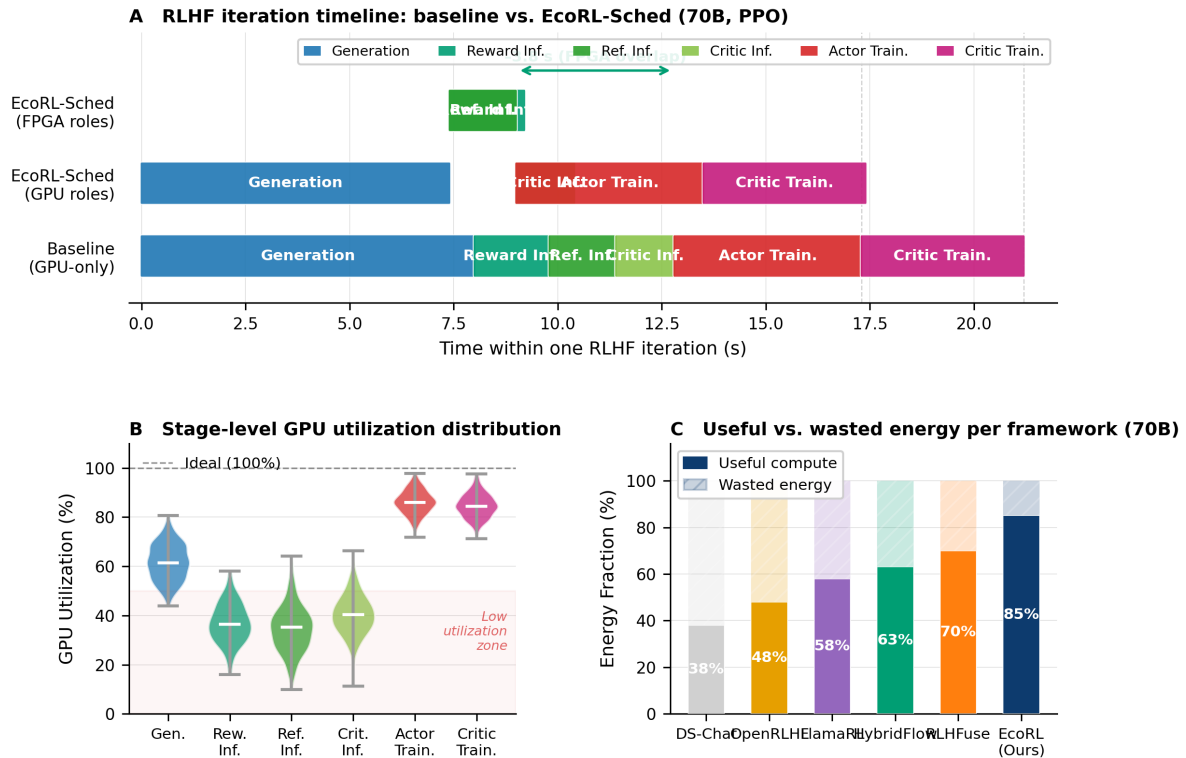 A RLHF iteration timeline: baseline vs. EcoRL-Sched (70B, PPO)
Generation Reward Inf. Ref. Inf. Critic Inf. Actor Train. Critic Train.
EcoRL-Sched
(FPGA roles)
Ref. Inf.
EcoRL-Sched
(GPU roles)
Generation Critic Inf. Actor Train. Critic Train.
Baseline
(GPU-only)
Generation Reward Inf. Ref. Inf. Critic Inf. Actor Train. Critic Train.
0.0 2.5 5.0 7.5 10.0 12.5 15.0 17.5 20.0
Time within one RLHF iteration (s)
B Stage-level GPU utilization distribution
Ideal (100%)
GPU Utilization (%)
100
80
60
40
20
0
Low
utilization
zone
Gen. Rew. Inf. Ref. Inf. Crit. Inf. Actor Train. Critic Train.
C Useful vs. wasted energy per framework (70B)
Useful compute
Wasted energy
Energy Fraction (%)
100
80
60
40
20
0
38% 48% 58% 63% 70% 85%
DS-Chat OpenRLHF LlamaRL HybridFlow RLHFuse EcoRL
(Ours)